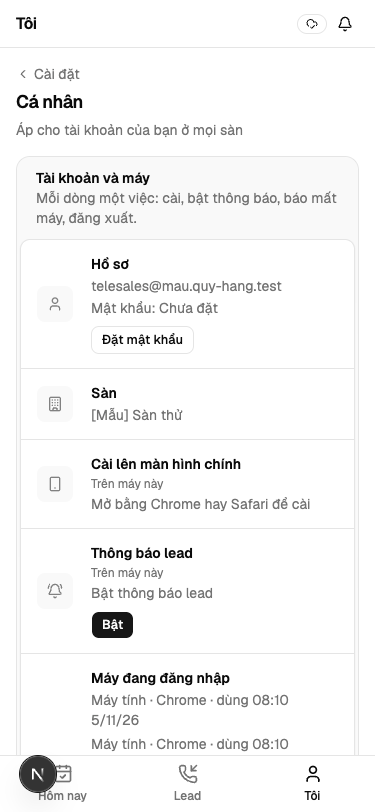 Tôi
Cài đặt
Cá nhân
Áp cho tài khoản của bạn ở mọi sàn
Tài khoản và máy
Mỗi dòng một việc: cài, bật thông báo, báo mất
máy, đăng xuất.
Hồ sơ
telesales@mau.quy-hang.test
Mật khẩu: Chưa đặt
Đặt mật khẩu
Sàn
[Mẫu] Sàn thử
Cài lên màn hình chính
Trên máy này
Mở bằng Chrome hay Safari để cài
Thông báo lead
Trên máy này
Bật thông báo lead
Bật
Máy đang đăng nhập
Máy tính · Chrome · dùng 08:10
5/11/26
Máy tính · Chrome · dùng 08:10
N
Hôm nay
Lead
Tôi